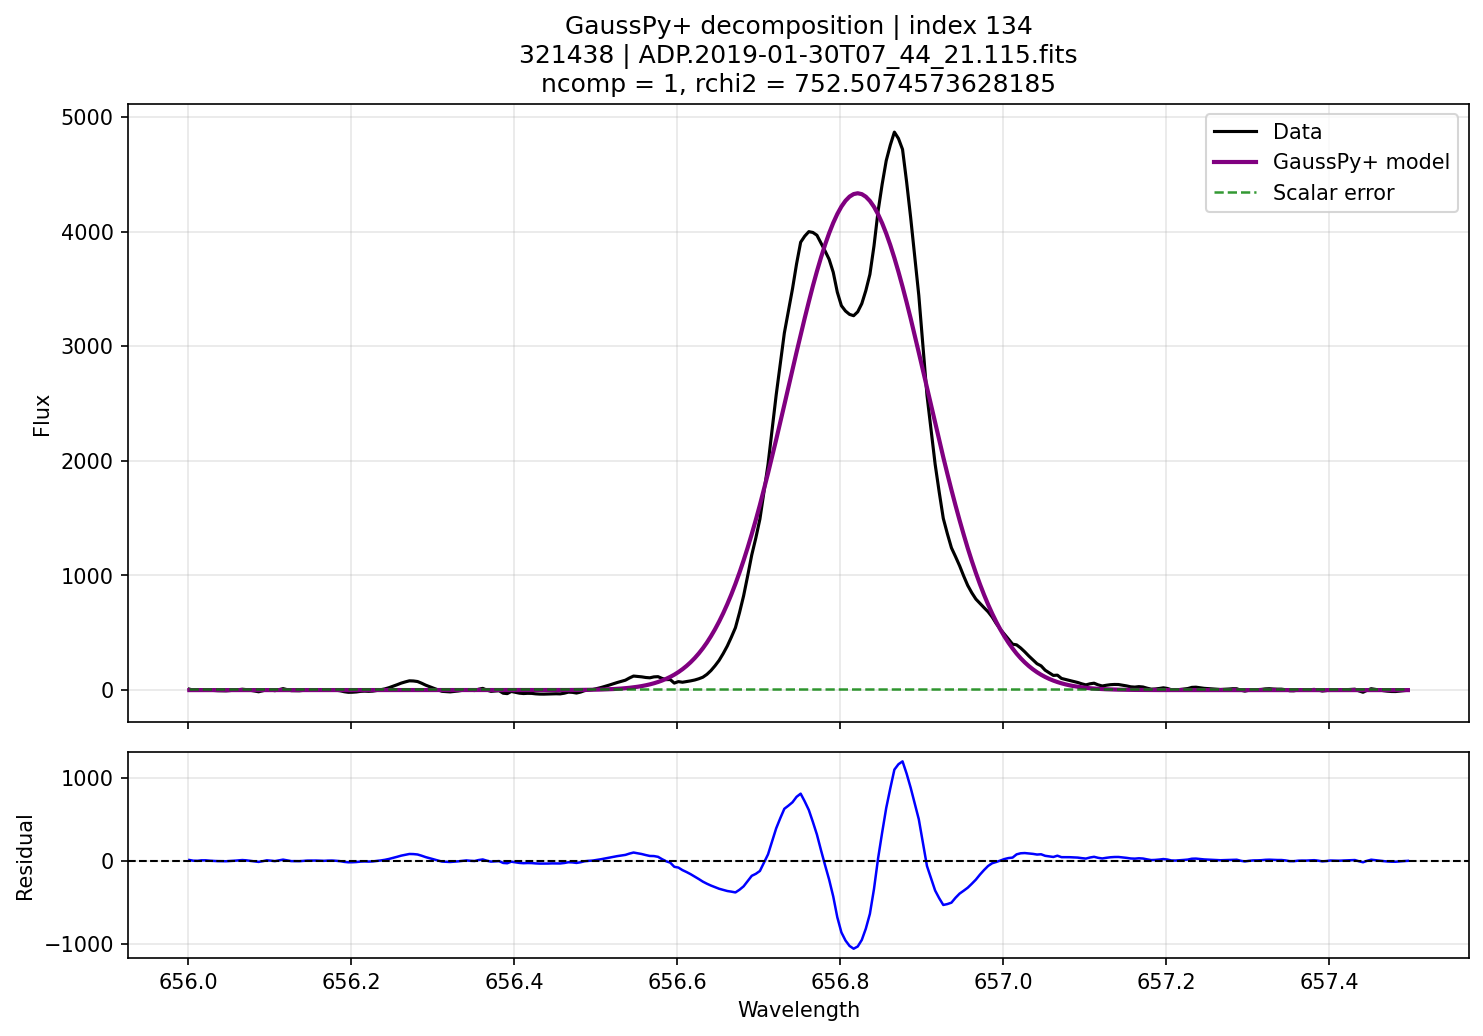 GaussPy+ decomposition | index 134
321438 | ADP.2019-01-30T07_44_21.115.fits
ncomp = 1, rchi2 = 752.5074573628185
5000
4000
3000
2000
1000
0
Flux
Data
GaussPy+ model
Scalar error
1000
0
−1000
Residual
656.0 656.2 656.4 656.6 656.8 657.0 657.2 657.4
Wavelength